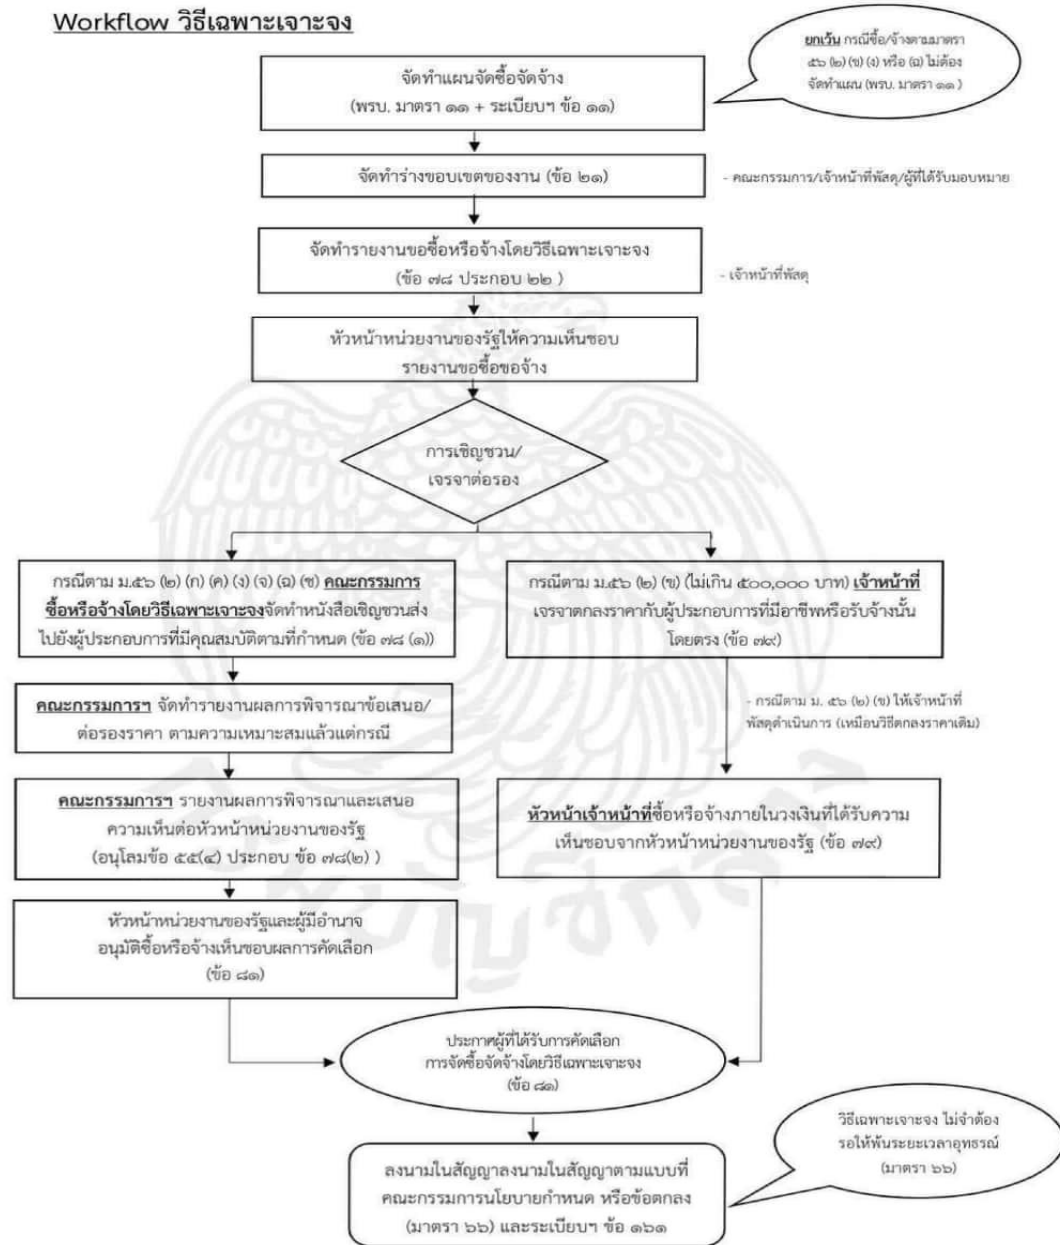 Workflow วิธีเฉพาะเจาะจง
ยกเว้น กรณีซื้อ/จ้างตามมาตรา
๕๖ (๒) (ข) (ง) หรือ (ฉ) ไม่ต้อง
จัดทำแผน (พรบ. มาตรา ๑๑ )
จัดทำแผนจัดซื้อจัดจ้าง
(พรบ. มาตรา ๑๑ + ระเบียบฯ ข้อ ๑๑)
จัดทำร่างขอบเขตของงาน (ข้อ ๒๑)
- คณะกรรมการ/เจ้าหน้าที่พัสดุ/ผู้ที่ได้รับมอบหมาย
จัดทำรายงานขอซื้อหรือจ้างโดยวิธีเฉพาะเจาะจง
(ข้อ ๗๘ ประกอบ ๒๒ )
- เจ้าหน้าที่พัสดุ
หัวหน้าหน่วยงานของรัฐให้ความเห็นชอบ
รายงานขอซื้อขอจ้าง
การเชิญชวน/
เจรจาต่อรอง
กรณีตาม ม.๕๖ (๒) (ก) (ค) (ง) (จ) (ฉ) (ช) คณะกรรมการ
ซื้อหรือจ้างโดยวิธีเฉพาะเจาะจงจัดทำหนังสือเชิญชวนส่ง
ไปยังผู้ประกอบการที่มีคุณสมบัติตามที่กำหนด (ข้อ ๗๘ (๑))
กรณีตาม ม.๕๖ (๒) (ข) (ไม่เกิน ๕๐๐,๐๐๐ บาท) เจ้าหน้าที่
เจรจาตกลงราคากับผู้ประกอบการที่มีอาชีพหรือรับจ้างนั้น
โดยตรง (ข้อ ๗๙)
คณะกรรมการฯ จัดทำรายงานผลการพิจารณาข้อเสนอ/
ต่อรองราคา ตามความเหมาะสมแล้วแต่กรณี
- กรณีตาม ม. ๕๖ (๒) (ข) ให้เจ้าหน้าที่
พัสดุดำเนินการ (เหมือนวิธีตกลงราคาเดิม)
คณะกรรมการฯ รายงานผลการพิจารณาและเสนอ
ความเห็นต่อหัวหน้าหน่วยงานของรัฐ
(อนุโลมข้อ ๕๕(๔) ประกอบ ข้อ ๗๘(๒) )
หัวหน้าเจ้าหน้าที่ซื้อหรือจ้างภายในวงเงินที่ได้รับความ
เห็นชอบจากหัวหน้าหน่วยงานของรัฐ (ข้อ ๗๙)
หัวหน้าหน่วยงานของรัฐและผู้มีอำนาจ
อนุมัติซื้อหรือจ้างเห็นชอบผลการคัดเลือก
(ข้อ ๘๑)
ประกาศผู้ที่ได้รับการคัดเลือก
การจัดซื้อจัดจ้างโดยวิธีเฉพาะเจาะจง
(ข้อ ๘๑)
วิธีเฉพาะเจาะจง ไม่จำต้อง
รอให้พ้นระยะเวลาอุทธรณ์
(มาตรา ๖๖)
ลงนามในสัญญาลงนามในสัญญาตามแบบที่
คณะกรรมการนโยบายกำหนด หรือข้อตกลง
(มาตรา ๖๖) และระเบียบฯ ข้อ ๑๖๑